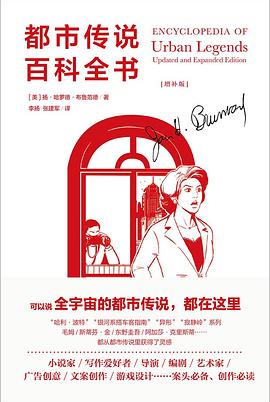 都市传说
百科全书
ENCYCLOPEDIA OF
Urban Legends
Updated and Expanded Edition
[ 增补版 ]
[美] 扬·哈罗德·布鲁范德 著
李扬 张建军 译
Jan H. Brunvand
可以说 全宇宙的都市传说，都在这里
“哈利·波特”“银河系搭车客指南”“异形”“寂静岭”系列
毛姆/斯蒂芬·金/东野圭吾/阿加莎·克里斯蒂……
都从都市传说里获得了灵感
小说家/写作爱好者/导演/编剧/艺术家/
广告创意/文案创作/游戏设计……案头必备、创作必读